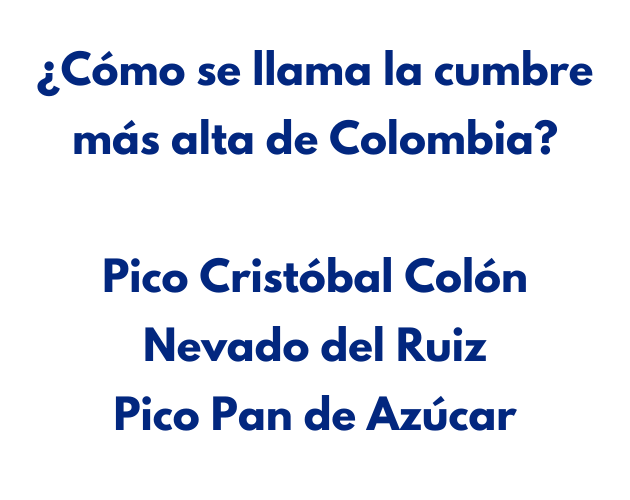 ¿Cómo se llama la cumbre
más alta de Colombia?
Pico Cristóbal Colón
Nevado del Ruiz
Pico Pan de Azúcar